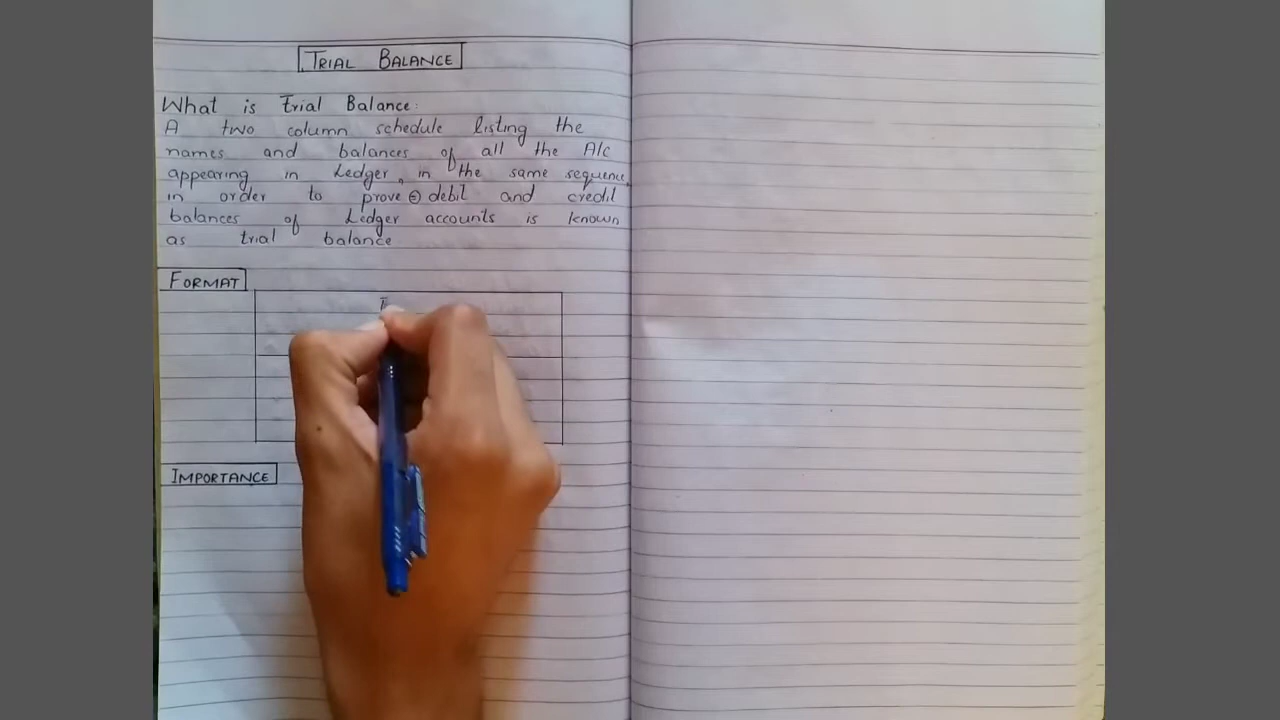 TRIAL BALANCE
What is Trial Balance:
A two column schedule listing the
names and balances of all the A/c
appearing in Ledger, in the same sequence,
in order to prove = debit and credit
balances of Ledger accounts is known
as trial balance
FORMAT
T
IMPORTANCE